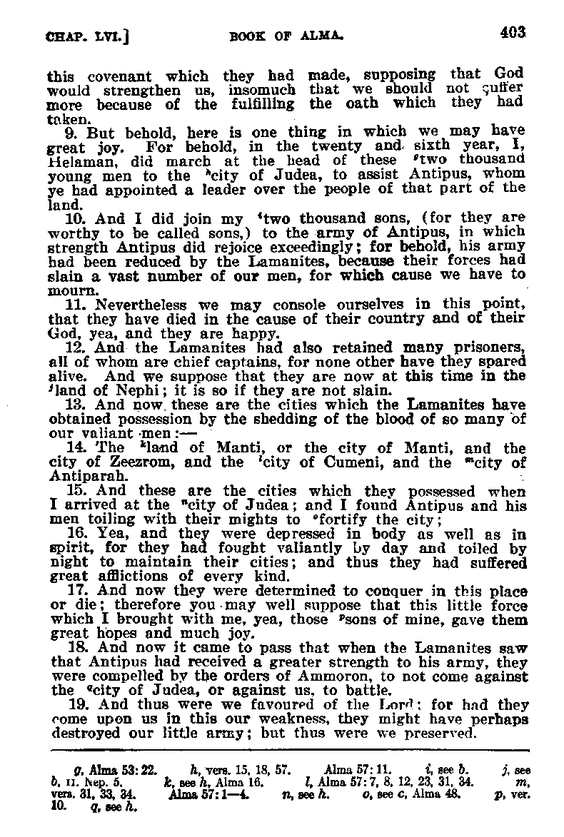 CHAP. LVI.] BOOK OF ALMA. 403
this covenant which they had made, supposing that God
would strengthen us, insomuch that we should not suffer
more because of the fulfilling the oath which they had
taken.
9. But behold, here is one thing in which we may have
great joy. For behold, in the twenty and sixth year, I,
Helaman, did march at the head of these ᵍtwo thousand
young men to the ʰcity of Judea, to assist Antipus, whom
ye had appointed a leader over the people of that part of the
land.
10. And I did join my ⁱtwo thousand sons, (for they are
worthy to be called sons,) to the army of Antipus, in which
strength Antipus did rejoice exceedingly; for behold, his army
had been reduced by the Lamanites, because their forces had
slain a vast number of our men, for which cause we have to
mourn.
11. Nevertheless we may console ourselves in this point,
that they have died in the cause of their country and of their
God, yea, and they are happy.
12. And the Lamanites had also retained many prisoners,
all of whom are chief captains, for none other have they spared
alive. And we suppose that they are now at this time in the
ʲland of Nephi; it is so if they are not slain.
13. And now these are the cities which the Lamanites have
obtained possession by the shedding of the blood of so many of
our valiant men:—
14. The ᵏland of Manti, or the city of Manti, and the
city of Zeezrom, and the ˡcity of Cumeni, and the ᵐcity of
Antiparah.
15. And these are the cities which they possessed when
I arrived at the ⁿcity of Judea; and I found Antipus and his
men toiling with their mights to ᵒfortify the city;
16. Yea, and they were depressed in body as well as in
spirit, for they had fought valiantly by day and toiled by
night to maintain their cities; and thus they had suffered
great afflictions of every kind.
17. And now they were determined to conquer in this place
or die; therefore you may well suppose that this little force
which I brought with me, yea, those ᵖsons of mine, gave them
great hopes and much joy.
18. And now it came to pass that when the Lamanites saw
that Antipus had received a greater strength to his army, they
were compelled by the orders of Ammoron, to not come against
the qcity of Judea, or against us, to battle.
19. And thus were we favoured of the Lord; for had they
come upon us in this our weakness, they might have perhaps
destroyed our little army; but thus were we preserved.
g, Alma 53:22. h, vers. 15, 18, 57. Alma 57:11. i, see b. j, see
b, II. Nep. 5. k, see h, Alma 16. l, Alma 57:7, 8, 12, 23, 31, 34. m,
vers. 31, 33, 34. Alma 57:1—4. n, see h. o, see c, Alma 48. p, ver.
10. q, see h.